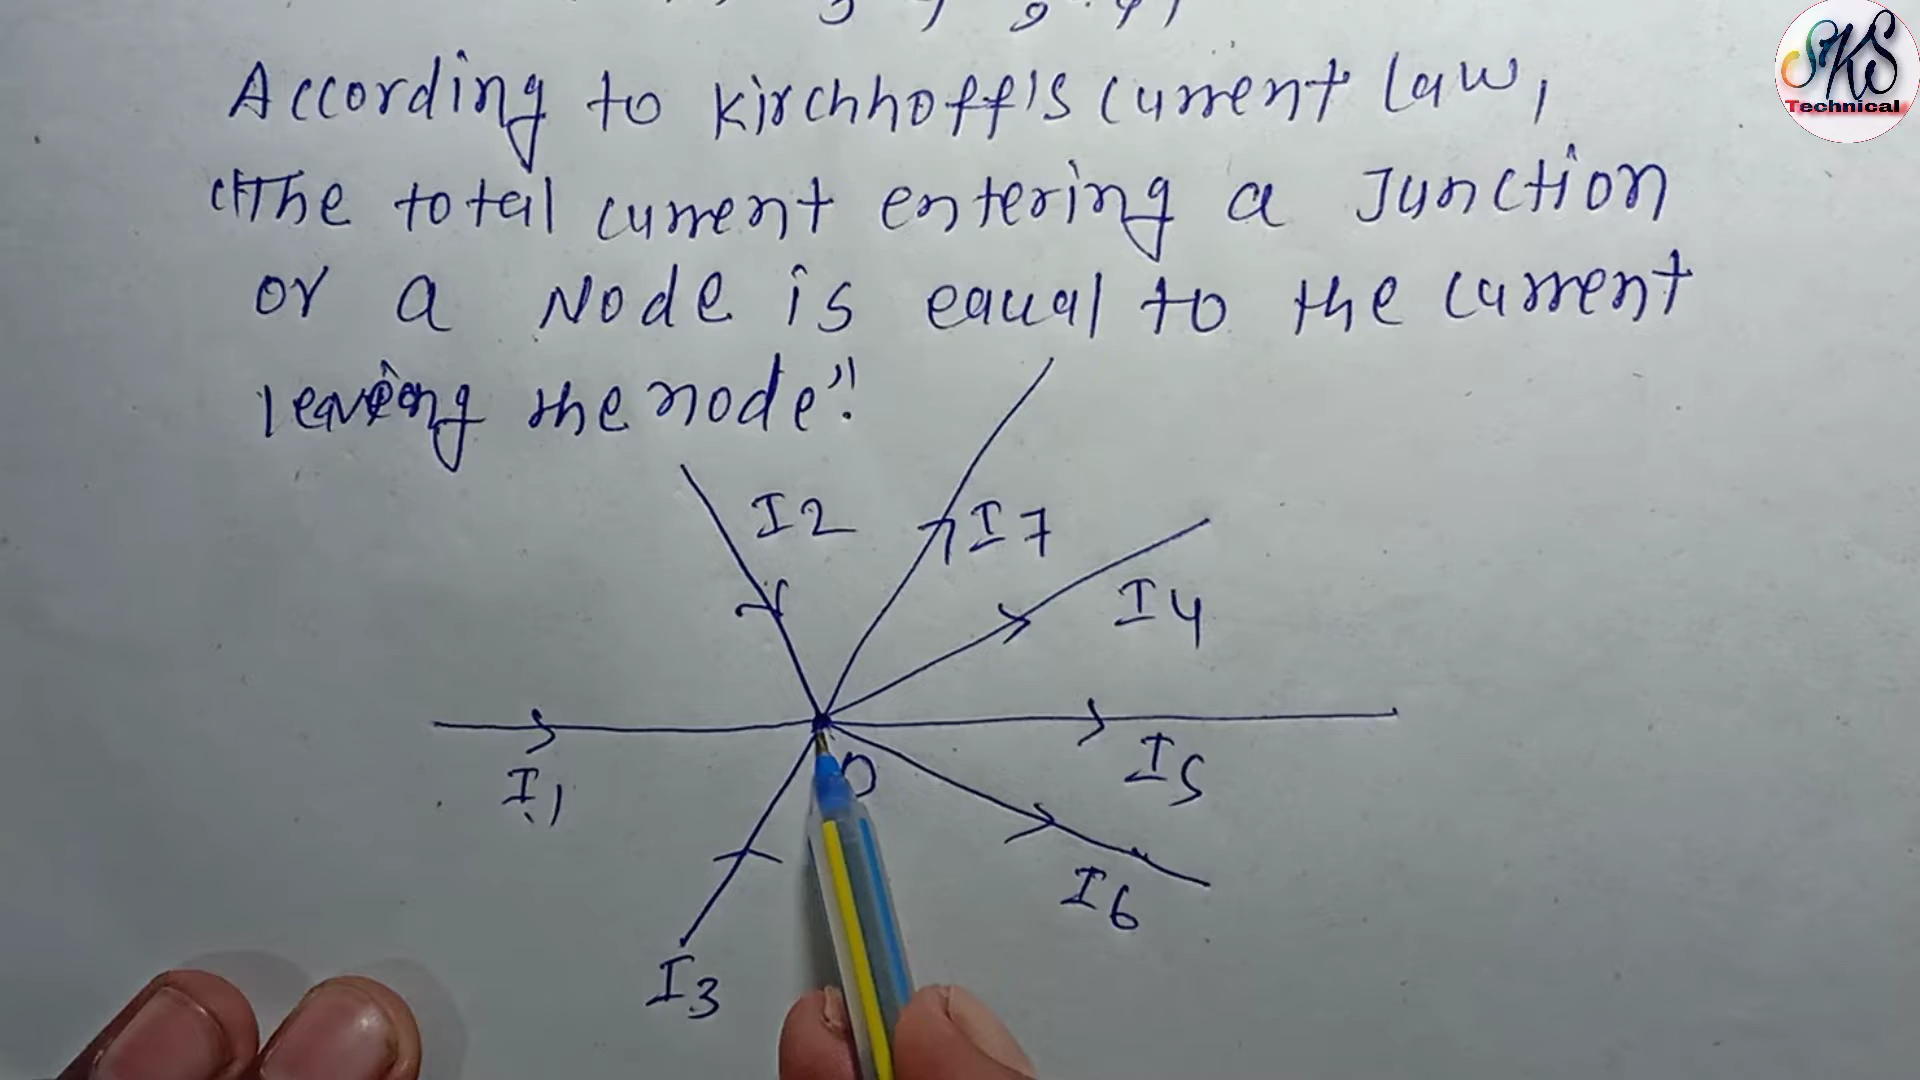 According to Kirchhoff's Current Law,
"The total current entering a Junction
or a Node is equal to the current
leaving the node".
I2
I7
I4
I1
O
I5
I6
I3
SKS
Technical